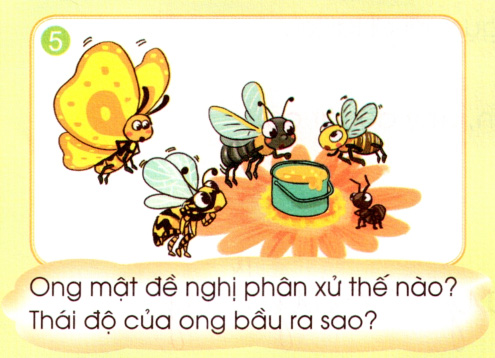 5
Ong mật đề nghị phân xử thế nào?
Thái độ của ong bầu ra sao?